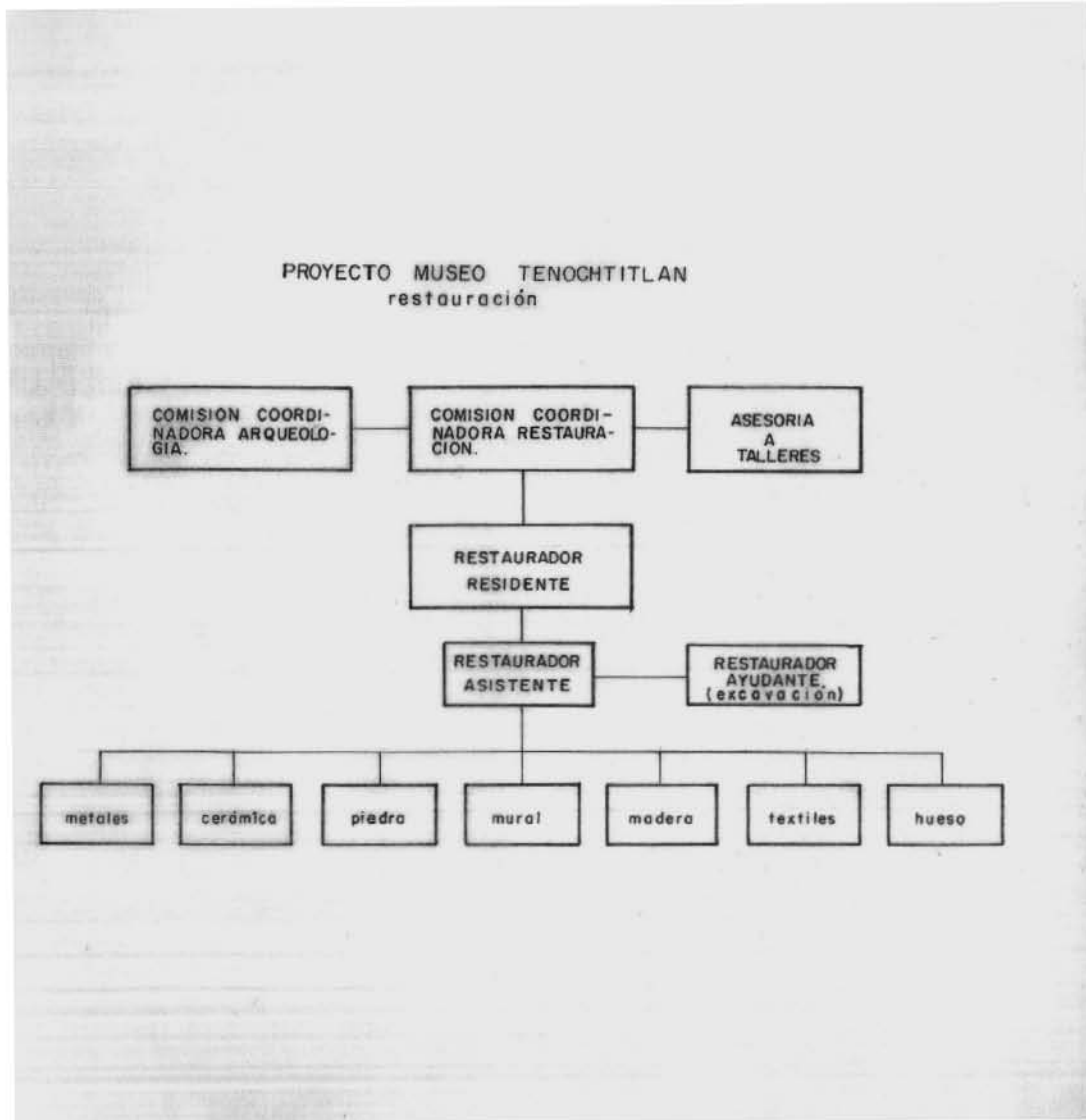 PROYECTO MUSEO TENOCHTITLAN
restauración
COMISION COORDI-
NADORA ARQUEOLO-
GIA.
COMISION COORDI-
NADORA RESTAURA-
CION.
ASESORIA
A
TALLERES
RESTAURADOR
RESIDENTE
RESTAURADOR
ASISTENTE
RESTAURADOR
AYUDANTE.
(excavación)
metales
cerámica
piedra
mural
madera
textiles
hueso